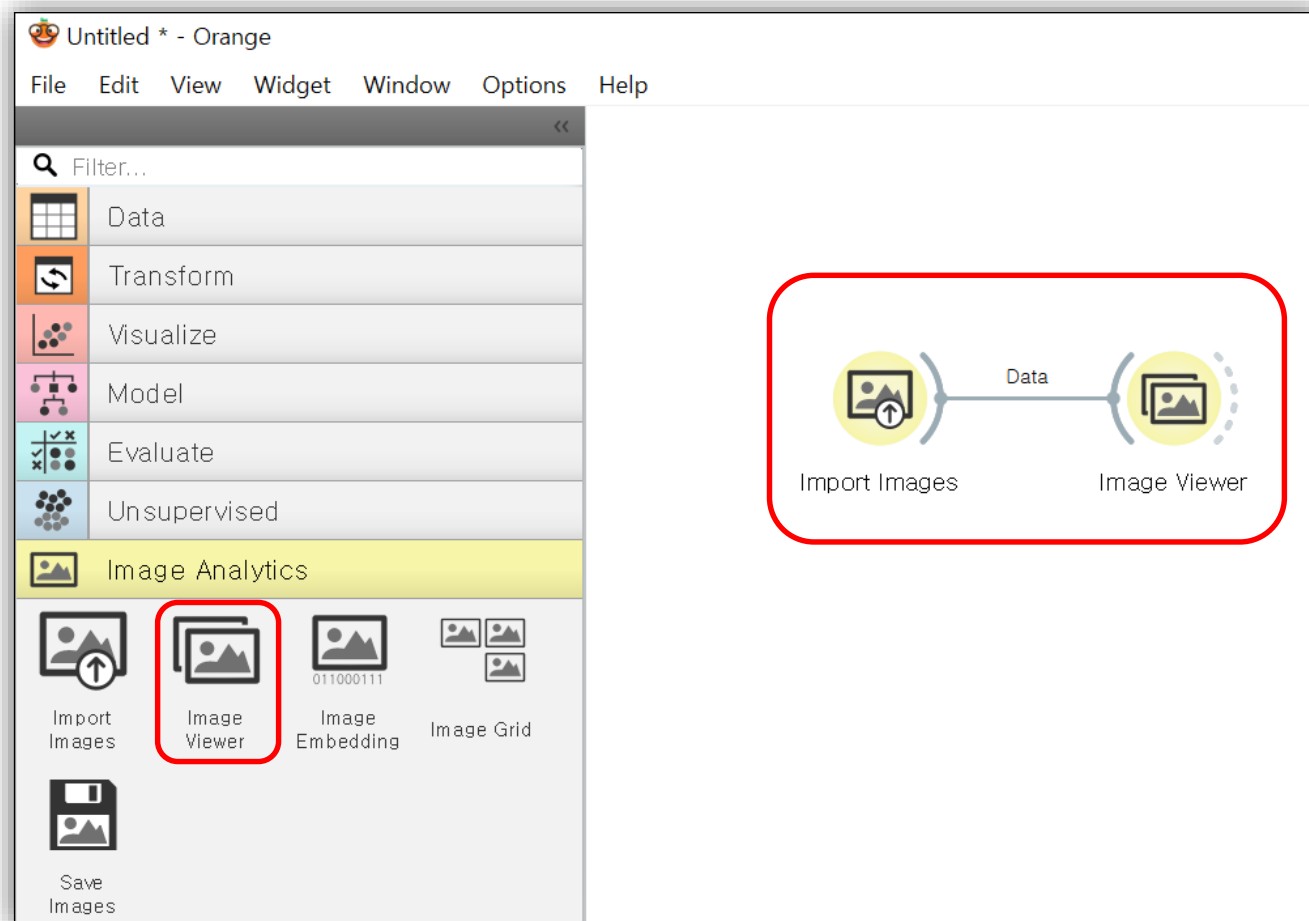 Untitled * - Orange
File Edit View Widget Window Options Help
Filter...
Data
Transform
Visualize
Model
Evaluate
Unsupervised
Image Analytics
Import
Images
Image
Viewer
011000111
Image
Embedding
Image Grid
Save
Images
Data
Import Images
Image Viewer